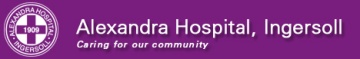 ALEXANDRA HOSPITAL
1909
INGERSOLL
Alexandra Hospital, Ingersoll
Caring for our community